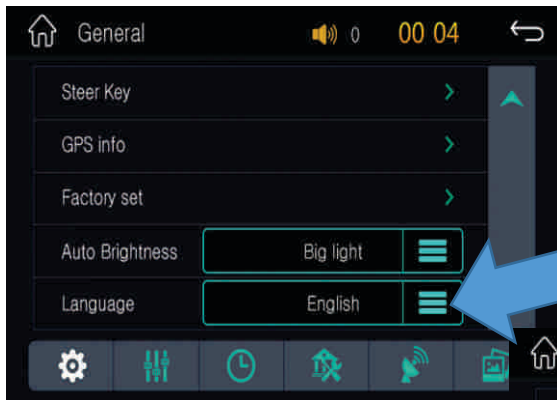 General 0 00 04
Steer Key
GPS info
Factory set
Auto Brightness Big light
Language English